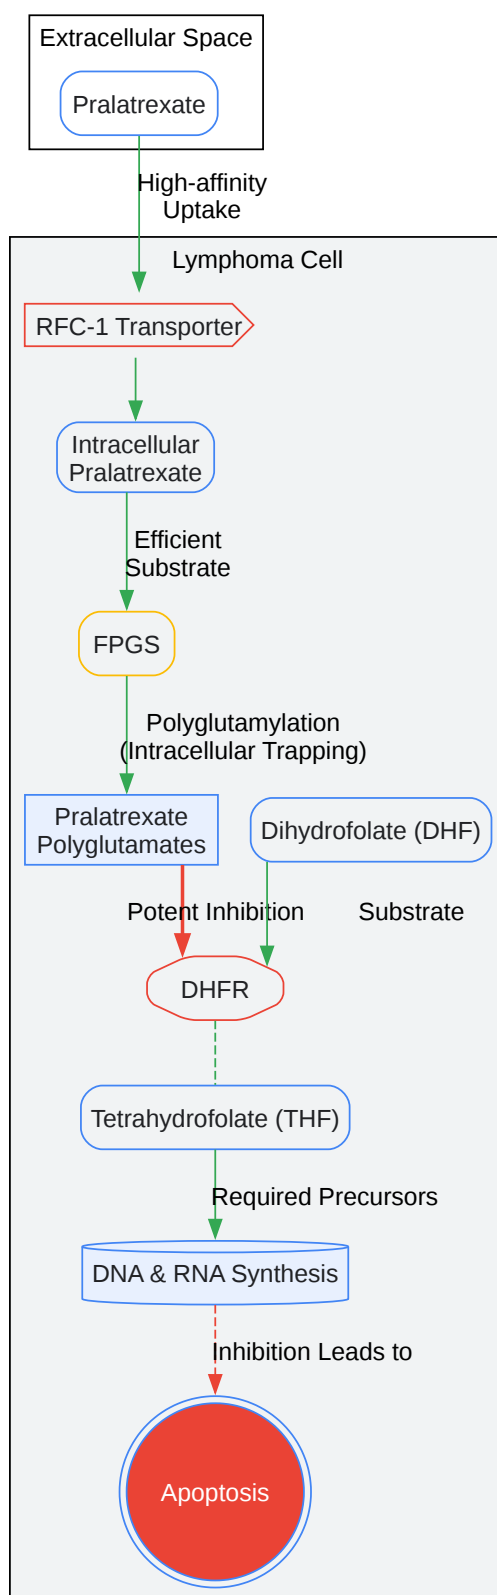 Extracellular Space
Pralatrexate
High-affinity
Uptake
Lymphoma Cell
RFC-1 Transporter
Intracellular
Pralatrexate
Efficient
Substrate
FPGS
Polyglutamylation
(Intracellular Trapping)
Pralatrexate
Polyglutamates
Dihydrofolate (DHF)
Potent Inhibition
Substrate
DHFR
Tetrahydrofolate (THF)
Required Precursors
DNA & RNA Synthesis
Inhibition Leads to
Apoptosis